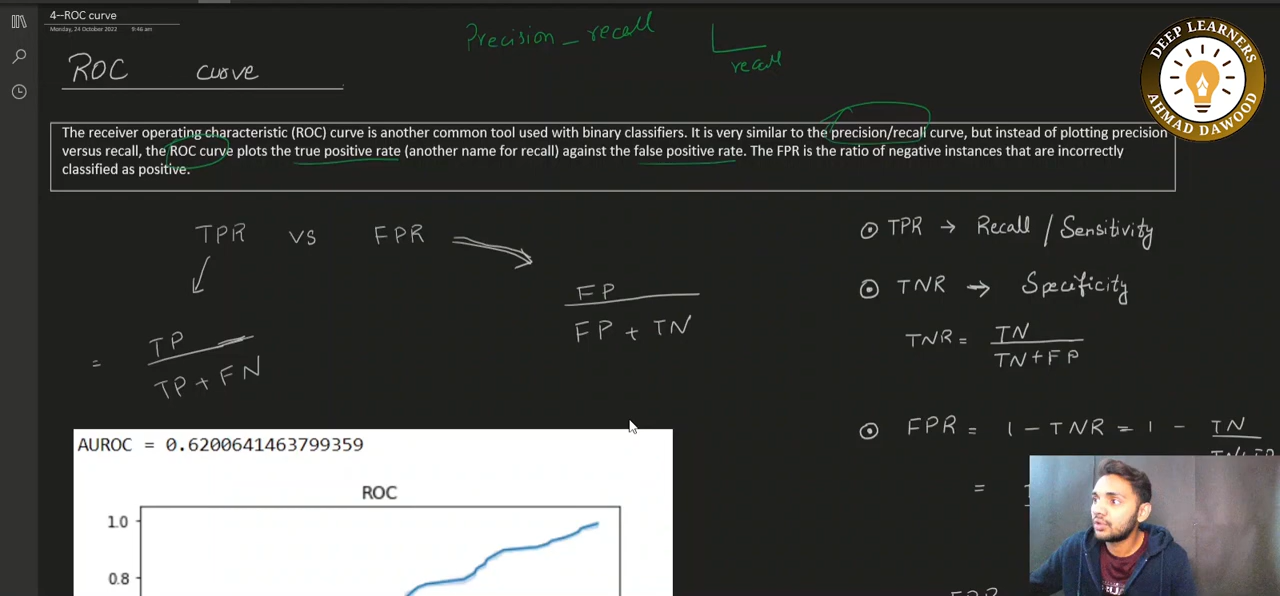 4--ROC curve
Monday, 24 October 2022 9:46 am
Precision _ recall
recall
ROC curve
DEEP LEARNERS
AHMAD DAWOOD
The receiver operating characteristic (ROC) curve is another common tool used with binary classifiers. It is very similar to the precision/recall curve, but instead of plotting precision
versus recall, the ROC curve plots the true positive rate (another name for recall) against the false positive rate. The FPR is the ratio of negative instances that are incorrectly
classified as positive.
TPR vs FPR
FP
FP + TN
= TP
TP + FN
TPR → Recall / Sensitivity
TNR → Specificity
TNR = TN
TN + FP
FPR = 1 - TNR = 1 - TN
=
AUROC = 0.6200641463799359
ROC
1.0
0.8
FPR